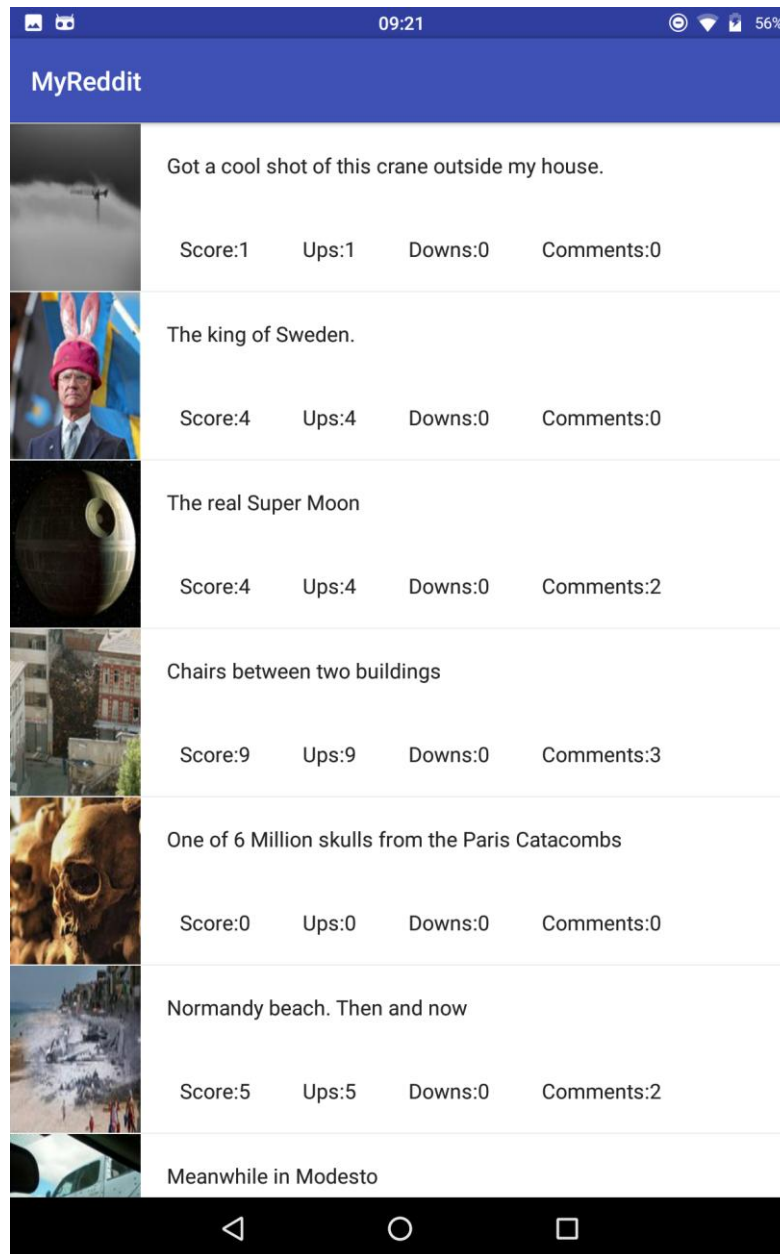 09:21
56%
MyReddit
Got a cool shot of this crane outside my house.
Score:1 Ups:1 Downs:0 Comments:0
The king of Sweden.
Score:4 Ups:4 Downs:0 Comments:0
The real Super Moon
Score:4 Ups:4 Downs:0 Comments:2
Chairs between two buildings
Score:9 Ups:9 Downs:0 Comments:3
One of 6 Million skulls from the Paris Catacombs
Score:0 Ups:0 Downs:0 Comments:0
Normandy beach. Then and now
Score:5 Ups:5 Downs:0 Comments:2
Meanwhile in Modesto